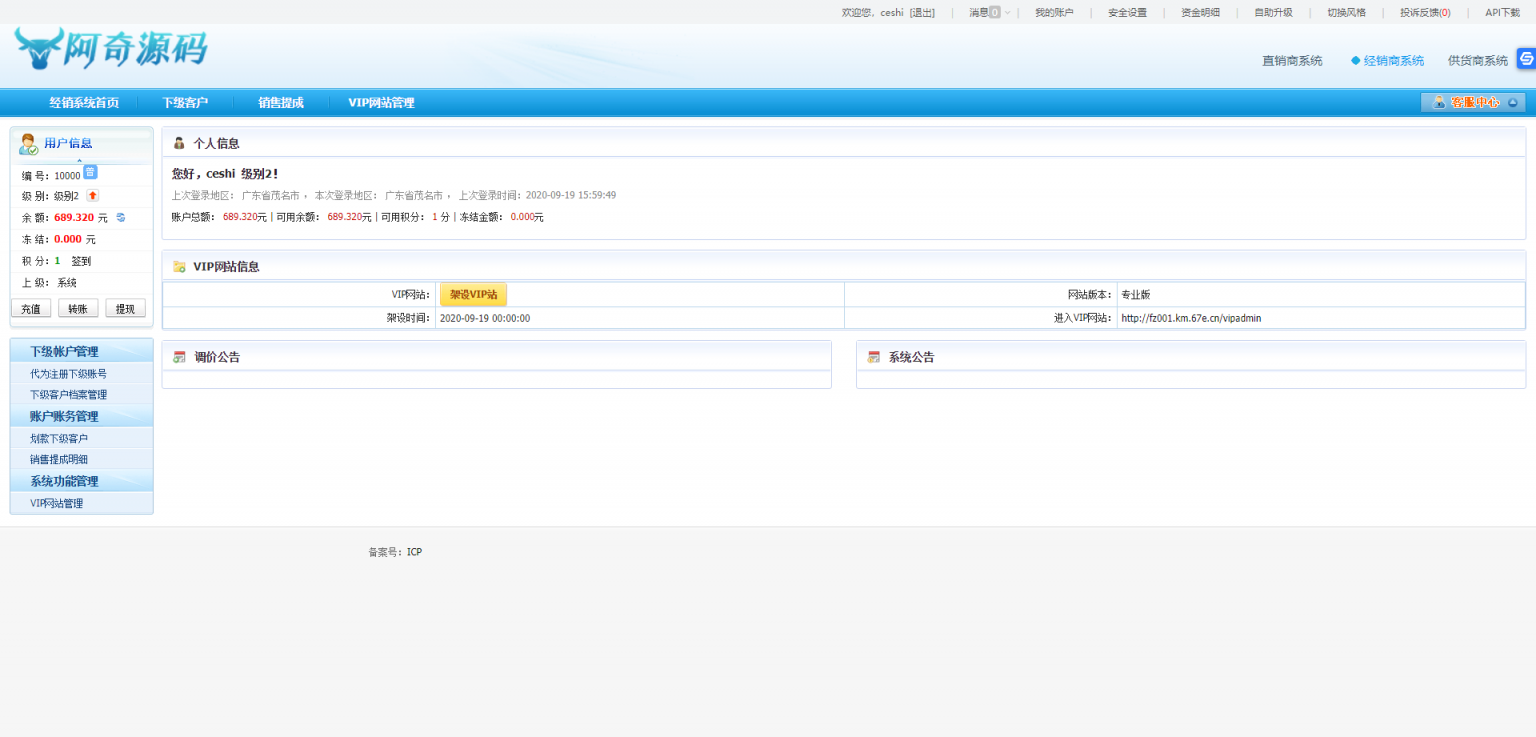 欢迎您，ceshi [退出] | 消息0 | 我的账户 | 安全设置 | 资金明细 | 自助升级 | 切换风格 | 投诉反馈(0) | API下载
阿奇源码
直销商系统 经销商系统 供货商系统
经销系统首页 下级客户 销售提成 VIP网站管理 客服中心
用户信息
编 号：10000 普
级 别：级别2
余 额：689.320 元
冻 结：0.000 元
积 分：1 签到
上 级： 系统
充值 转账 提现
下级帐户管理
代为注册下级账号
下级客户档案管理
账户账务管理
划款下级客户
销售提成明细
系统功能管理
VIP网站管理
个人信息
您好，ceshi 级别2！
上次登录地区： 广东省茂名市 ， 本次登录地区： 广东省茂名市 ， 上次登录时间：2020-09-19 15:59:49
账户总额： 689.320元 | 可用余额： 689.320元 | 可用积分： 1 分 | 冻结金额： 0.000元
VIP网站信息
VIP网站： 架设VIP站 网站版本： 专业版
架设时间： 2020-09-19 00:00:00 进入VIP网站： http://fz001.km.67e.cn/vipadmin
调价公告 系统公告
备案号：ICP